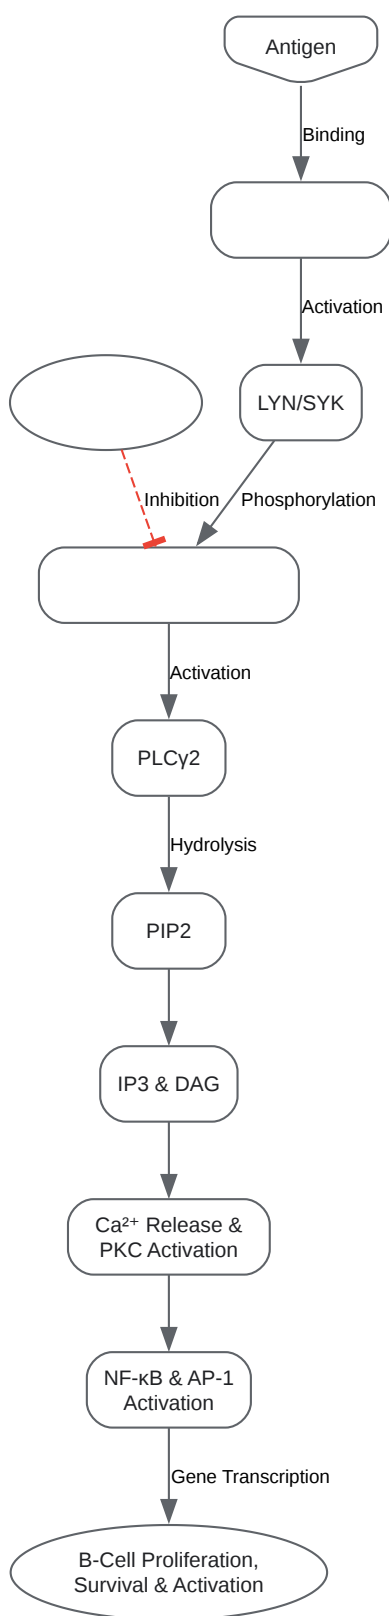 Antigen
Binding
Activation
LYN/SYK
Inhibition
Phosphorylation
Activation
PLCγ2
Hydrolysis
PIP2
IP3 & DAG
Ca²⁺ Release &
PKC Activation
NF-κB & AP-1
Activation
Gene Transcription
B-Cell Proliferation,
Survival & Activation